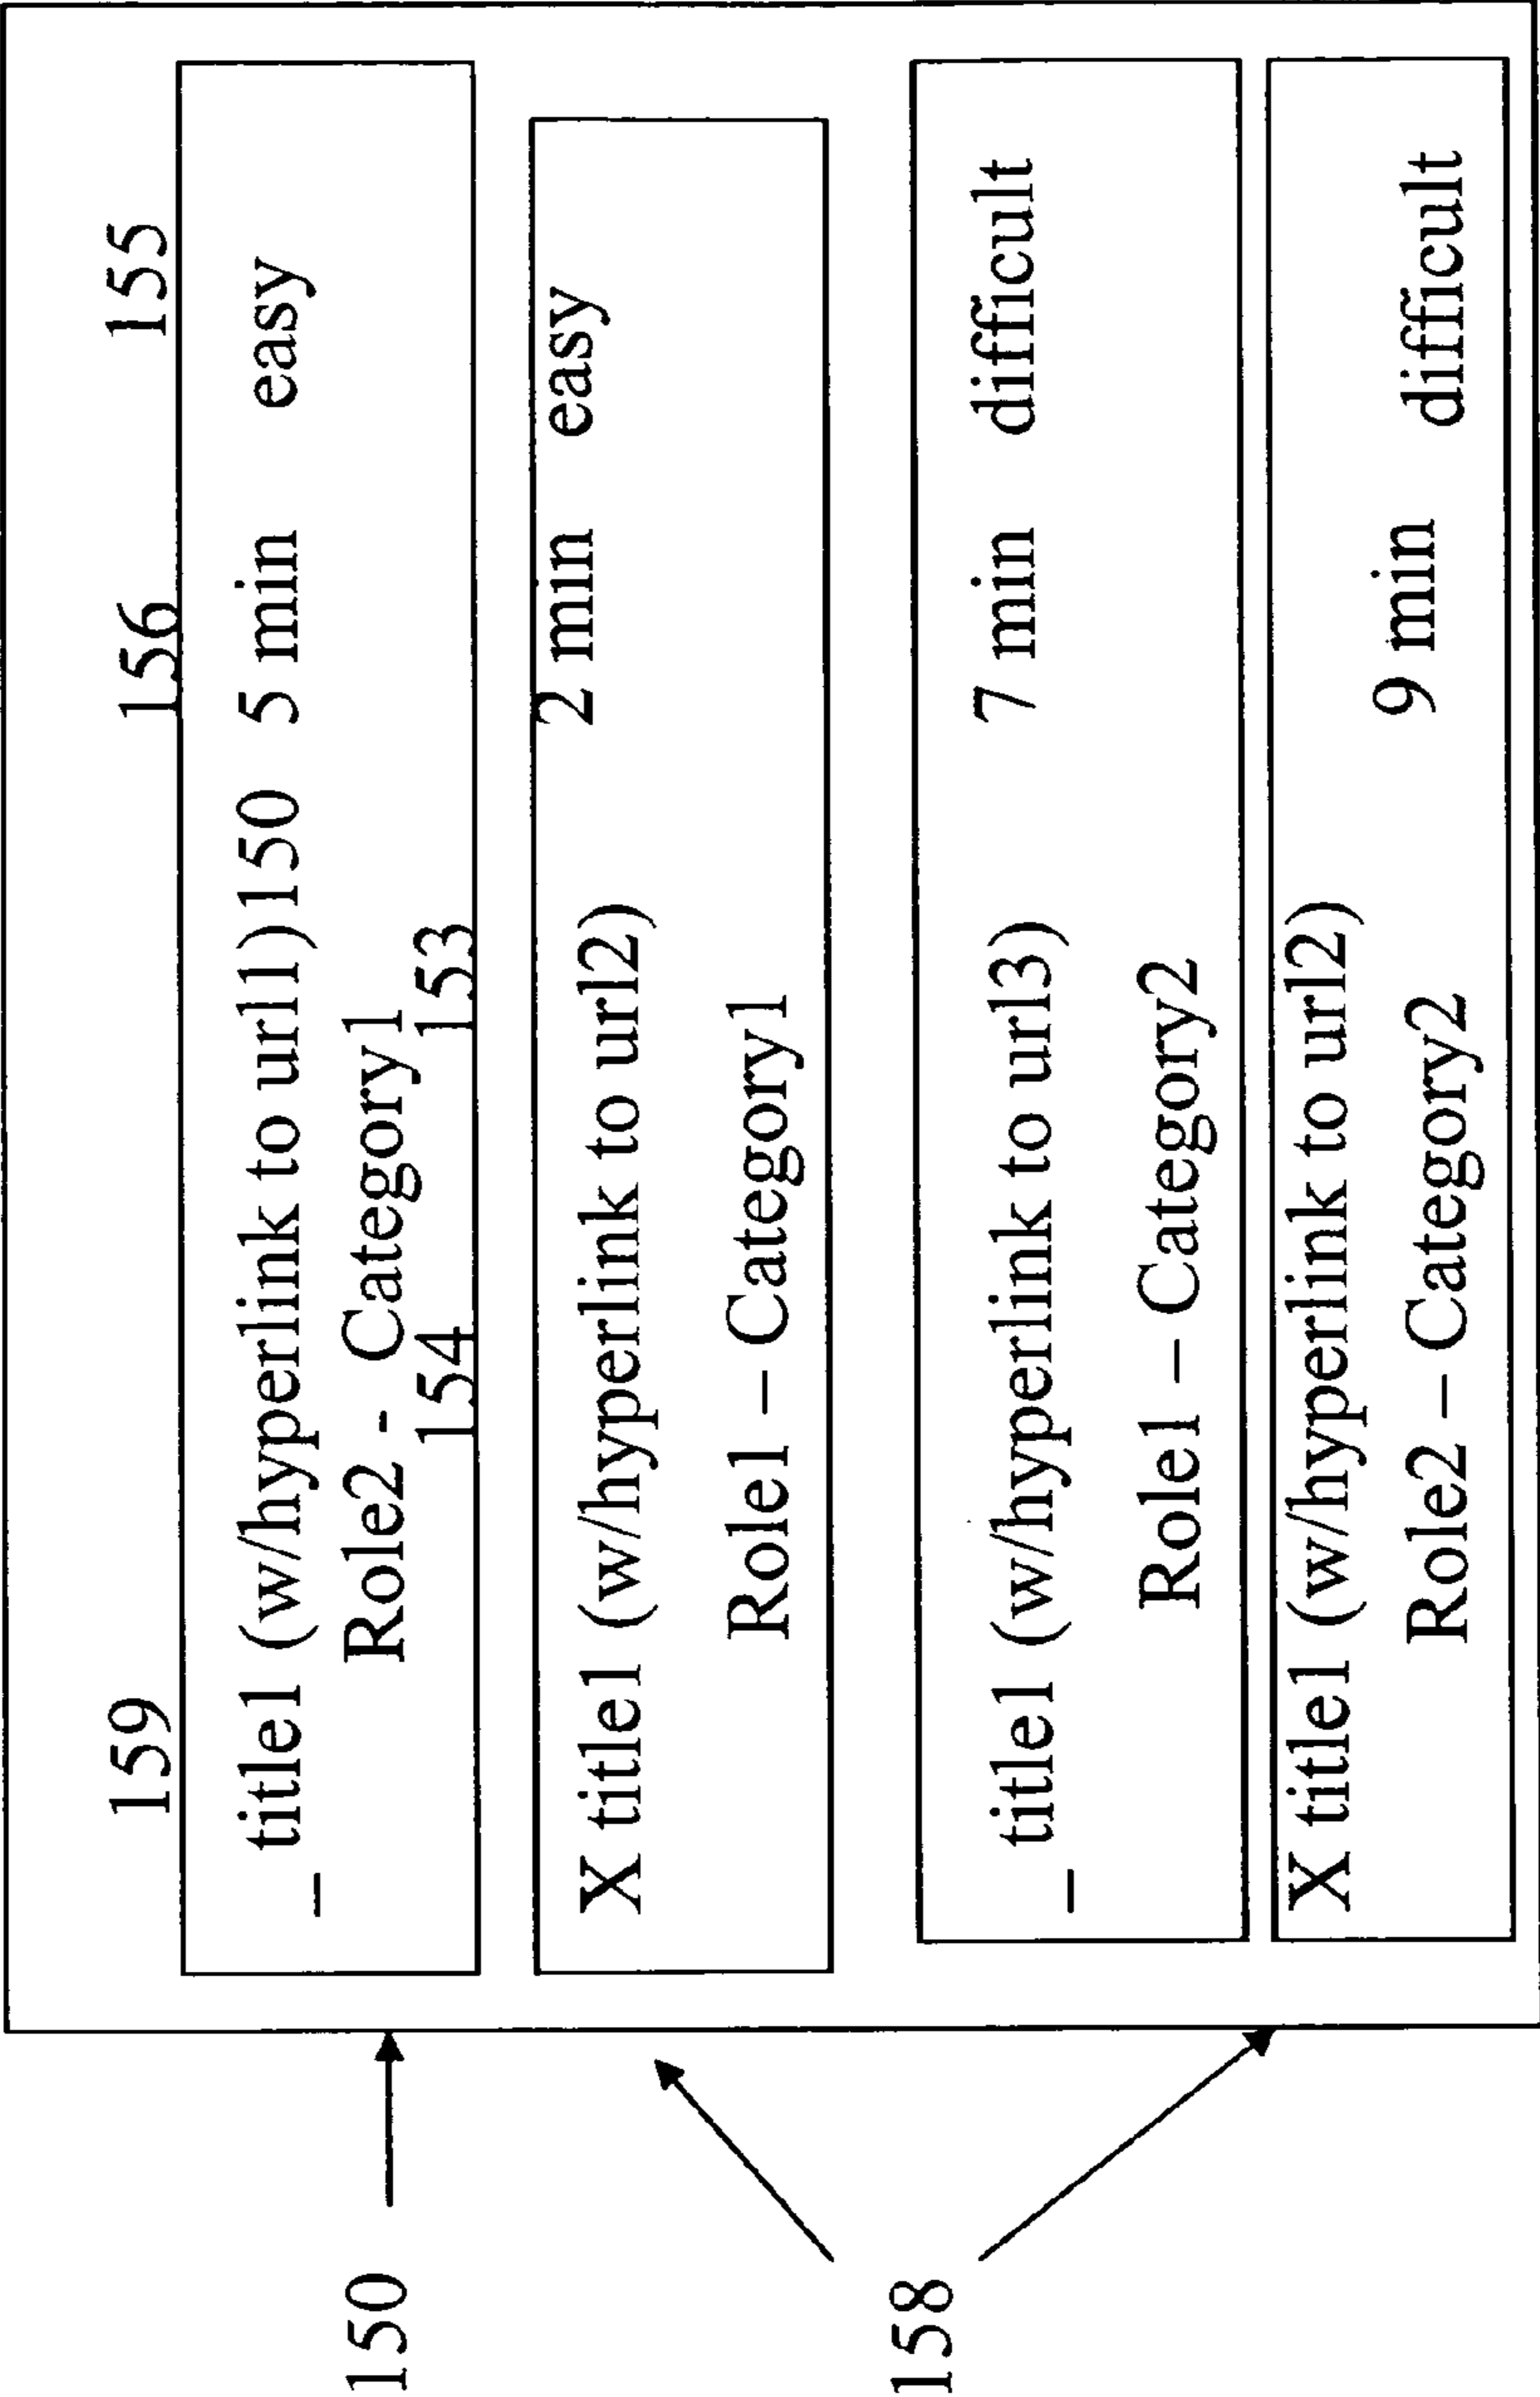 159 156 155
_ title1 (w/hyperlink to url1)150 5 min easy
Role2 - Category1
154 153
150
X title1 (w/hyperlink to url2) 2 min easy
Role1 – Category1
158
_ title1 (w/hyperlink to url3) 7 min difficult
Role1 – Category2
X title1 (w/hyperlink to url2) 9 min difficult
Role2 – Category2